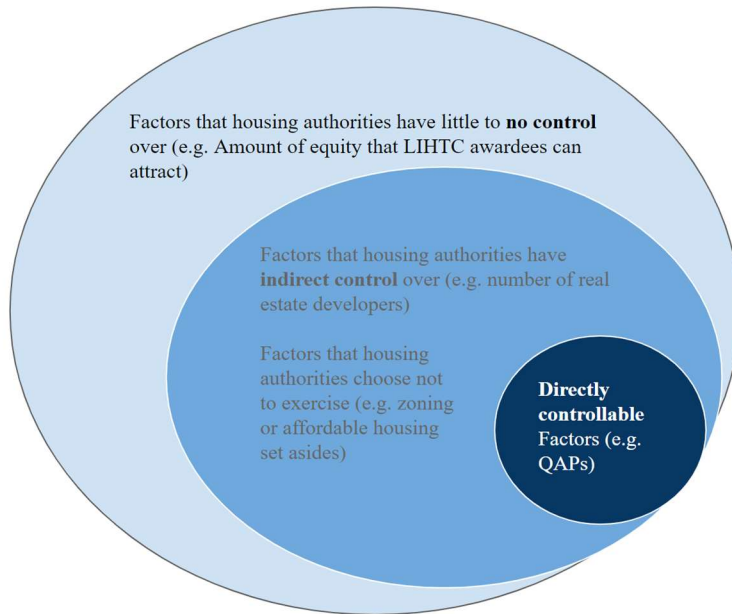 Factors that housing authorities have little to no control
over (e.g. Amount of equity that LIHTC awardees can
attract)
Factors that housing authorities have
indirect control over (e.g. number of real
estate developers)
Factors that housing
authorities choose not
to exercise (e.g. zoning
or affordable housing
set asides)
Directly
controllable
Factors (e.g.
QAPs)